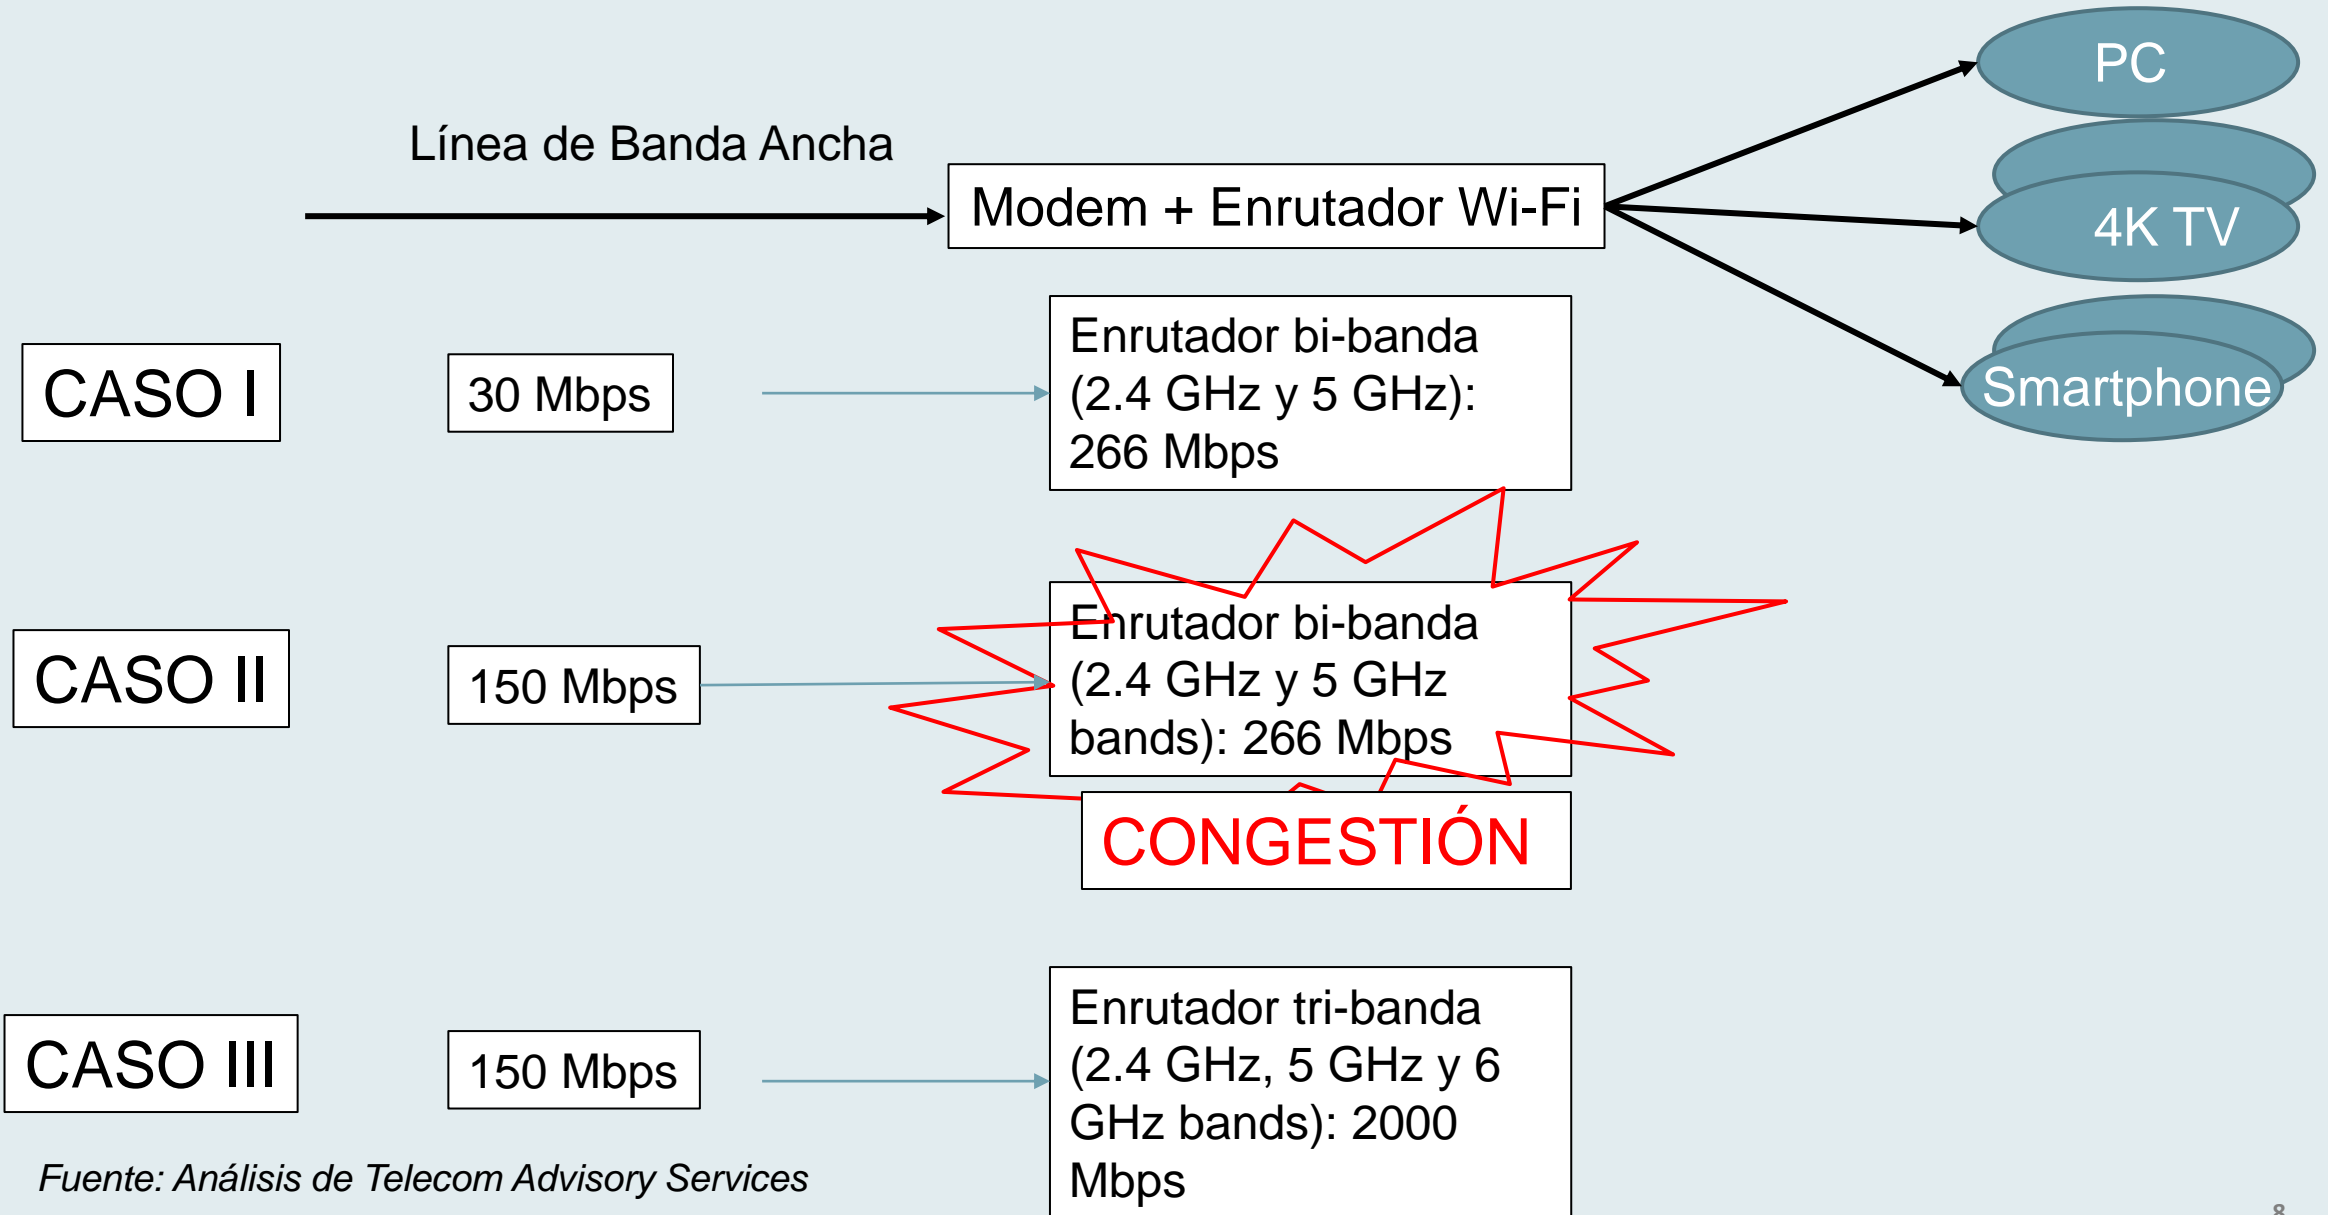 PC
Línea de Banda Ancha
Modem + Enrutador Wi-Fi
4K TV
Smartphone
CASO I
30 Mbps
Enrutador bi-banda
(2.4 GHz y 5 GHz):
266 Mbps
CASO II
150 Mbps
Enrutador bi-banda
(2.4 GHz y 5 GHz
bands): 266 Mbps
CONGESTIÓN
CASO III
150 Mbps
Enrutador tri-banda
(2.4 GHz, 5 GHz y 6
GHz bands): 2000
Mbps
Fuente: Análisis de Telecom Advisory Services
8